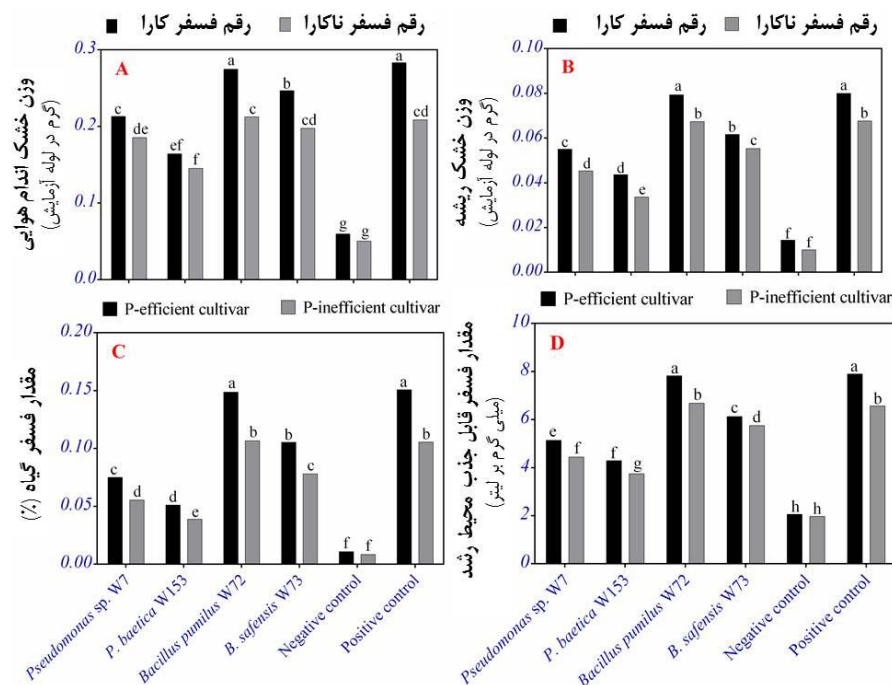 رقم فسفر کارا رقم فسفر ناکارا
A
وزن خشک اندام هوایی
(گرم در لوله آزمایش)
0.3
0.2
0.1
0.0
c de ef f a c b cd g g a cd
رقم فسفر کارا رقم فسفر ناکارا
B
وزن خشک ریشه
(گرم در لوله آزمایش)
0.10
0.08
0.06
0.04
0.02
0.00
c d d e a b b c f f a b
P-efficient cultivar P-inefficient cultivar
C
مقدار فسفر گیاه (%)
0.20
0.15
0.10
0.05
0.00
c d d e a b b c f f a b
Pseudomonas sp. W7
P. baetica W153
Bacillus pumilus W72
B. safensis W73
Negative control
Positive control
P-efficient cultivar P-inefficient cultivar
D
مقدار فسفر قابل جذب محیط رشد
(میلی گرم بر لیتر)
10
8
6
4
2
0
e f f g a b c d h h a b
Pseudomonas sp. W7
P. baetica W153
Bacillus pumilus W72
B. safensis W73
Negative control
Positive control